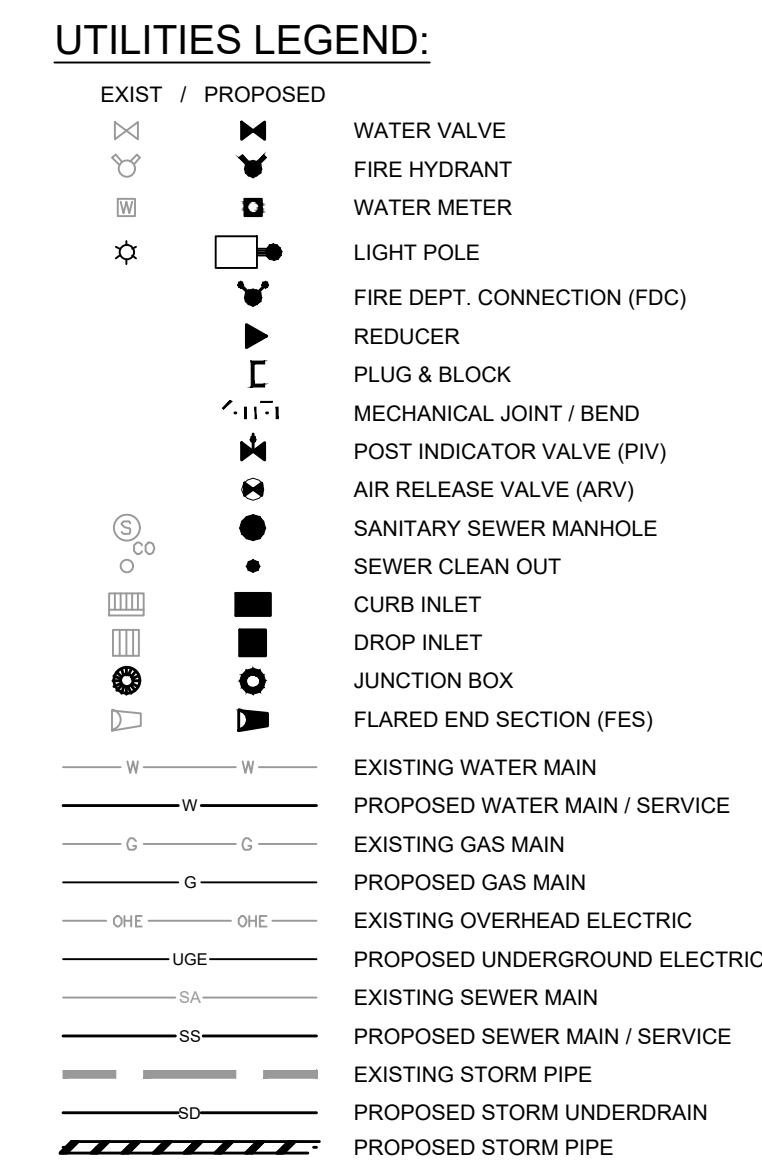 UTILITIES LEGEND:
EXIST / PROPOSED
WATER VALVE
FIRE HYDRANT
W WATER METER
LIGHT POLE
FIRE DEPT. CONNECTION (FDC)
REDUCER
PLUG & BLOCK
MECHANICAL JOINT / BEND
POST INDICATOR VALVE (PIV)
AIR RELEASE VALVE (ARV)
S SANITARY SEWER MANHOLE
CO SEWER CLEAN OUT
CURB INLET
DROP INLET
JUNCTION BOX
FLARED END SECTION (FES)
W W EXISTING WATER MAIN
W PROPOSED WATER MAIN / SERVICE
G G EXISTING GAS MAIN
G PROPOSED GAS MAIN
OHE OHE EXISTING OVERHEAD ELECTRIC
UGE PROPOSED UNDERGROUND ELECTRIC
SA EXISTING SEWER MAIN
SS PROPOSED SEWER MAIN / SERVICE
EXISTING STORM PIPE
SD PROPOSED STORM UNDERDRAIN
PROPOSED STORM PIPE